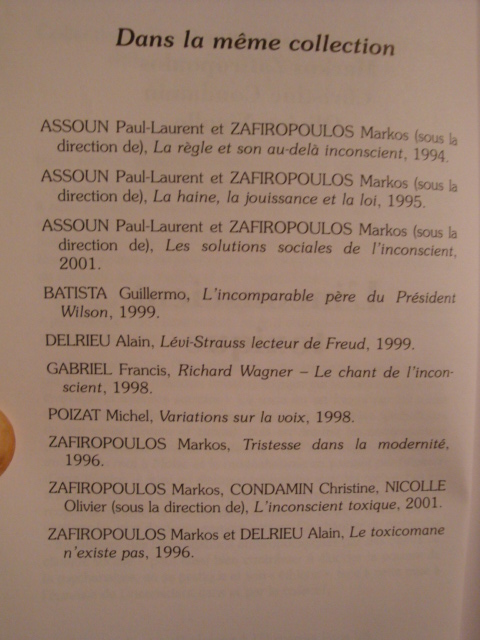 Dans la même collection
ASSOUN Paul-Laurent et ZAFIROPOULOS Markos (sous la
direction de), La règle et son au-delà inconscient, 1994.
ASSOUN Paul-Laurent et ZAFIROPOULOS Markos (sous la
direction de), La haine, la jouissance et la loi, 1995.
ASSOUN Paul-Laurent et ZAFIROPOULOS Markos (sous la
direction de), Les solutions sociales de l'inconscient,
2001.
BATISTA Guillermo, L'incomparable père du Président
Wilson, 1999.
DELRIEU Alain, Lévi-Strauss lecteur de Freud, 1999.
GABRIEL Francis, Richard Wagner – Le chant de l'incon-
scient, 1998.
POIZAT Michel, Variations sur la voix, 1998.
ZAFIROPOULOS Markos, Tristesse dans la modernité,
1996.
ZAFIROPOULOS Markos, CONDAMIN Christine, NICOLLE
Olivier (sous la direction de), L'inconscient toxique, 2001.
ZAFIROPOULOS Markos et DELRIEU Alain, Le toxicomane
n'existe pas, 1996.